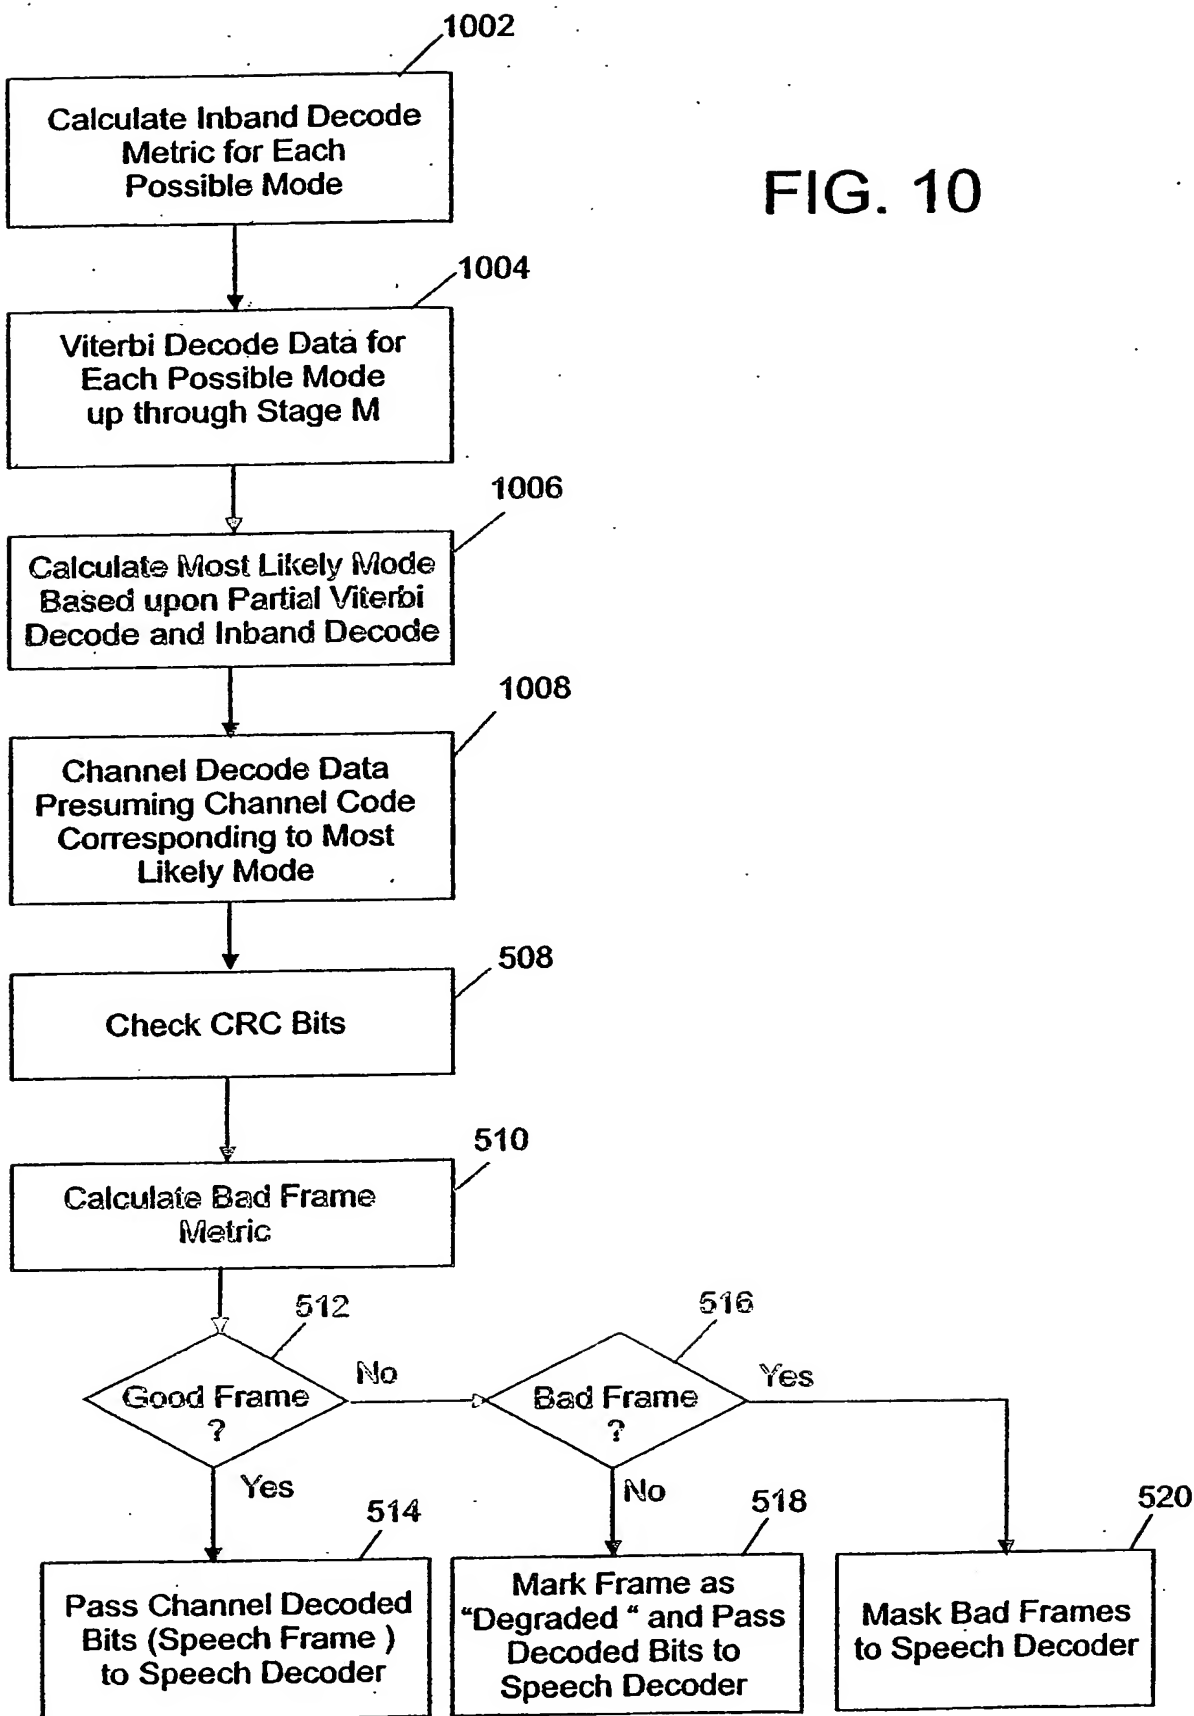 1002
Calculate Inband Decode
Metric for Each
Possible Mode
FIG. 10
1004
Viterbi Decode Data for
Each Possible Mode
up through Stage M
1006
Calculate Most Likely Mode
Based upon Partial Viterbi
Decode and Inband Decode
1008
Channel Decode Data
Presuming Channel Code
Corresponding to Most
Likely Mode
508
Check CRC Bits
510
Calculate Bad Frame
Metric
512
Good Frame
?
No
Yes
516
Bad Frame
?
Yes
No
514
Pass Channel Decoded
Bits (Speech Frame )
to Speech Decoder
518
Mark Frame as
“Degraded “ and Pass
Decoded Bits to
Speech Decoder
520
Mask Bad Frames
to Speech Decoder